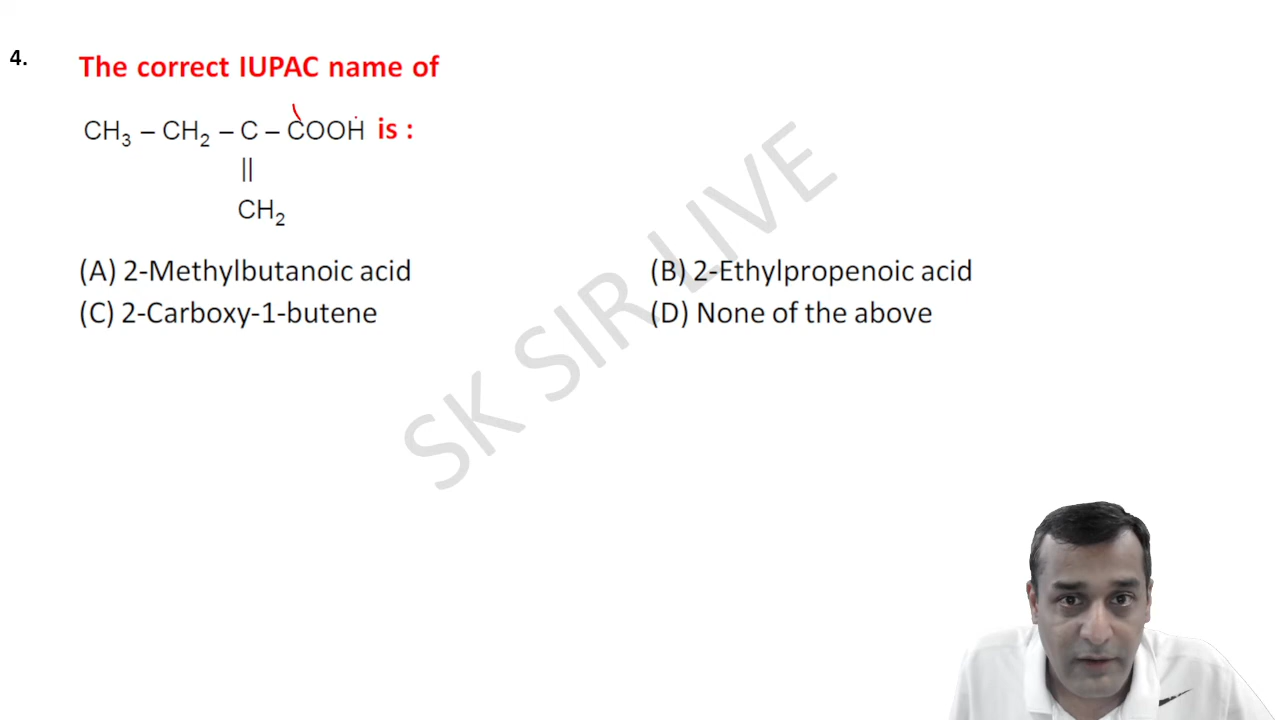 4.
The correct IUPAC name of
CH3 – CH2 – C – COOH is :
||
CH2
(A) 2-Methylbutanoic acid
(B) 2-Ethylpropenoic acid
(C) 2-Carboxy-1-butene
(D) None of the above
SK SIR LIVE